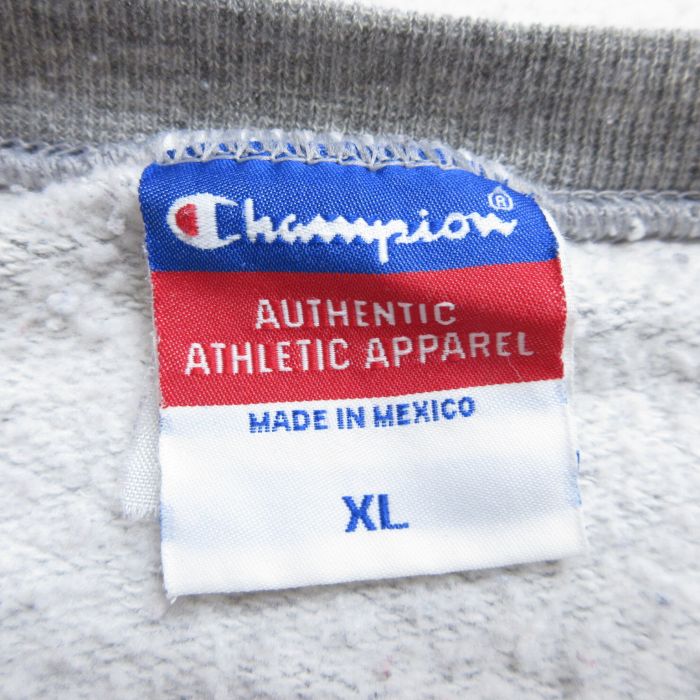 Champion®
AUTHENTIC
ATHLETIC APPAREL
MADE IN MEXICO
XL